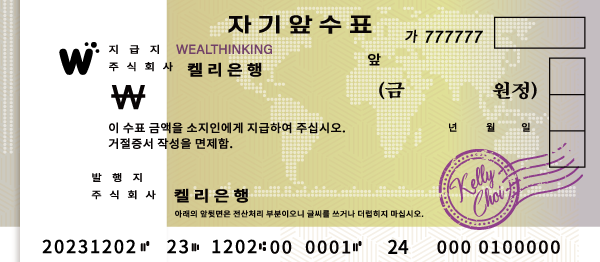 자기앞수표
가 777777
W
지급지 WEALTHINKING
주식회사 켈리은행
앞
₩
(금 원정)
이 수표 금액을 소지인에게 지급하여 주십시오.
거절증서 작성을 면제함.
년 월 일
발행지
주식회사 켈리은행
Kelly
Choi
아래의 앞뒷면은 전산처리 부분이오니 글씨를 쓰거나 더럽히지 마십시오.
20231202⑈ 23⑉ 1202⑆00 0001⑈ 24 000 0100000